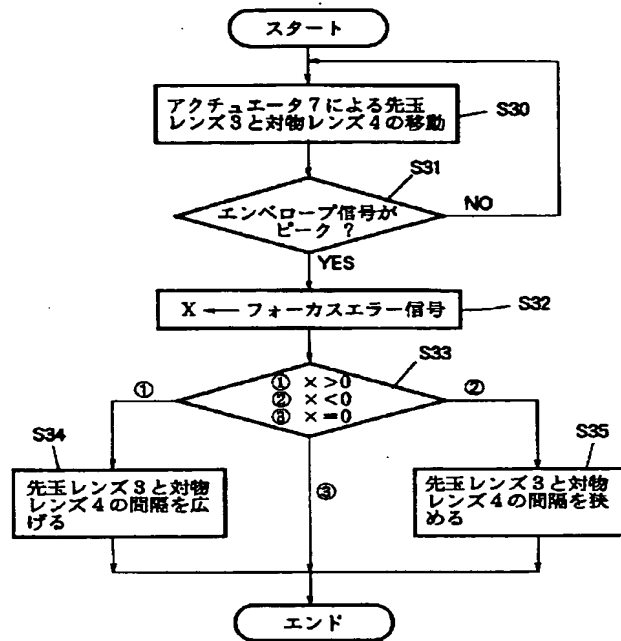 スタート
アクチュエータ7による先玉
レンズ3と対物レンズ4の移動
S30
S31
エンベロープ信号が
ピーク ?
NO
YES
X ← フォーカスエラー信号
S32
S33
① × >0
② × <0
③ × =0
①
②
③
S34
先玉レンズ3と対物
レンズ4の間隔を広
げる
S35
先玉レンズ3と対物
レンズ4の間隔を狭
める
エンド